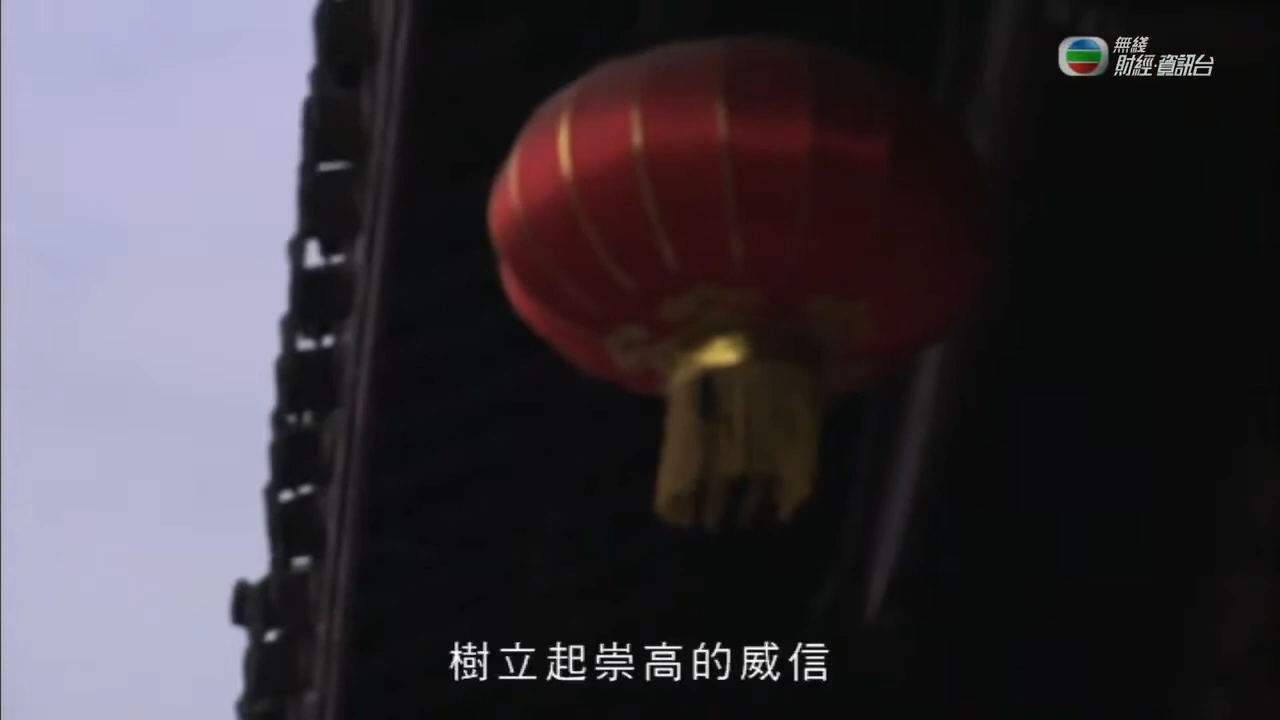 無綫
財經·資訊台
樹立起崇高的威信